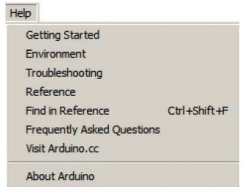 Help
Getting Started
Environment
Troubleshooting
Reference
Find in Reference Ctrl+Shift+F
Frequently Asked Questions
Visit Arduino.cc
About Arduino